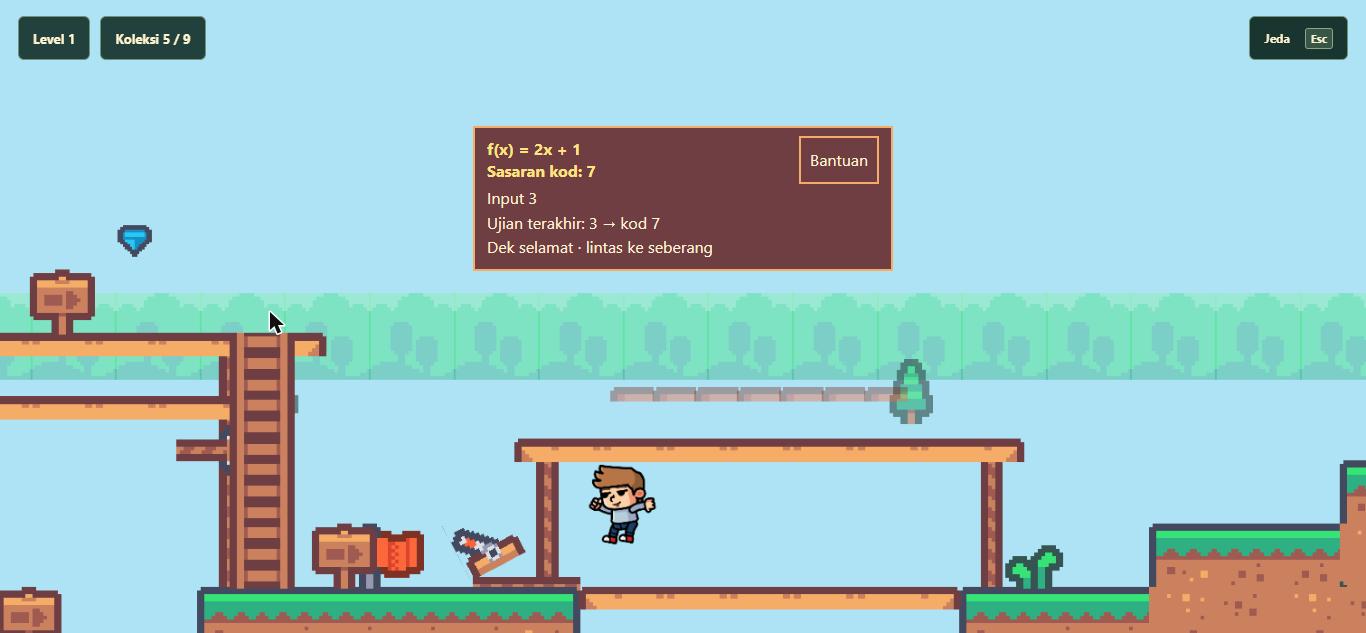 Level 1
Koleksi 5 / 9
Jeda Esc
f(x) = 2x + 1
Sasaran kod: 7
Bantuan
Input 3
Ujian terakhir: 3 → kod 7
Dek selamat · lintas ke seberang